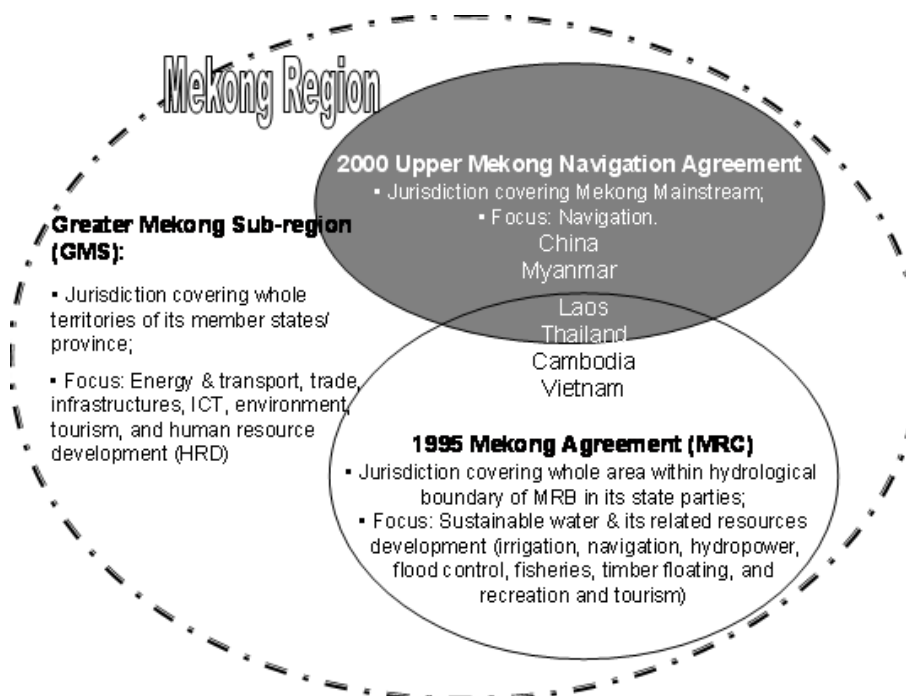 Mekong Region
2000 Upper Mekong Navigation Agreement
▪ Jurisdiction covering Mekong Mainstream;
▪ Focus: Navigation.
China
Myanmar
Laos
Thailand
Cambodia
Vietnam
Greater Mekong Sub-region
(GMS):
▪ Jurisdiction covering whole
territories of its member states/
province;
▪ Focus: Energy & transport, trade,
infrastructures, ICT, environment,
tourism, and human resource
development (HRD)
1995 Mekong Agreement (MRC)
▪ Jurisdiction covering whole area within hydrological
boundary of MRB in its state parties;
▪ Focus: Sustainable water & its related resources
development (irrigation, navigation, hydropower,
flood control, fisheries, timber floating, and
recreation and tourism)